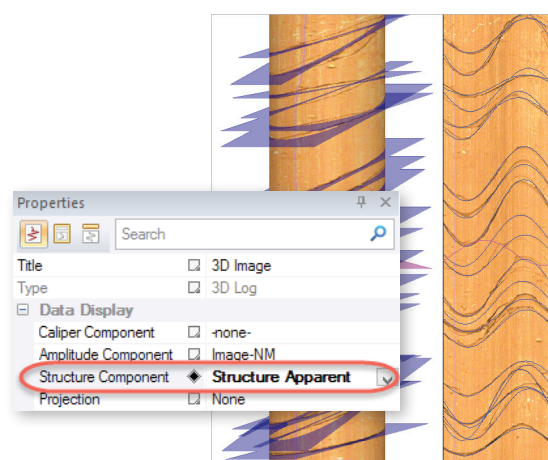 Properties
Search
Title 3D Image
Type 3D Log
Data Display
Caliper Component -none-
Amplitude Component Image-NM
Structure Component Structure Apparent
Projection None